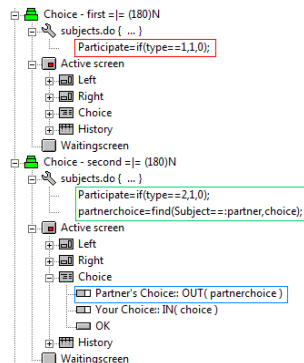 Choice - first =|= (180)N
subjects.do { ... }
Participate=if(type==1,1,0);
Active screen
Left
Right
Choice
History
Waitingscreen
Choice - second =|= (180)N
subjects.do { ... }
Participate=if(type==2,1,0);
partnerchoice=find(Subject==:partner,choice);
Active screen
Left
Right
Choice
Partner's Choice:: OUT( partnerchoice )
Your Choice:: IN( choice )
OK
History
Waitingscreen